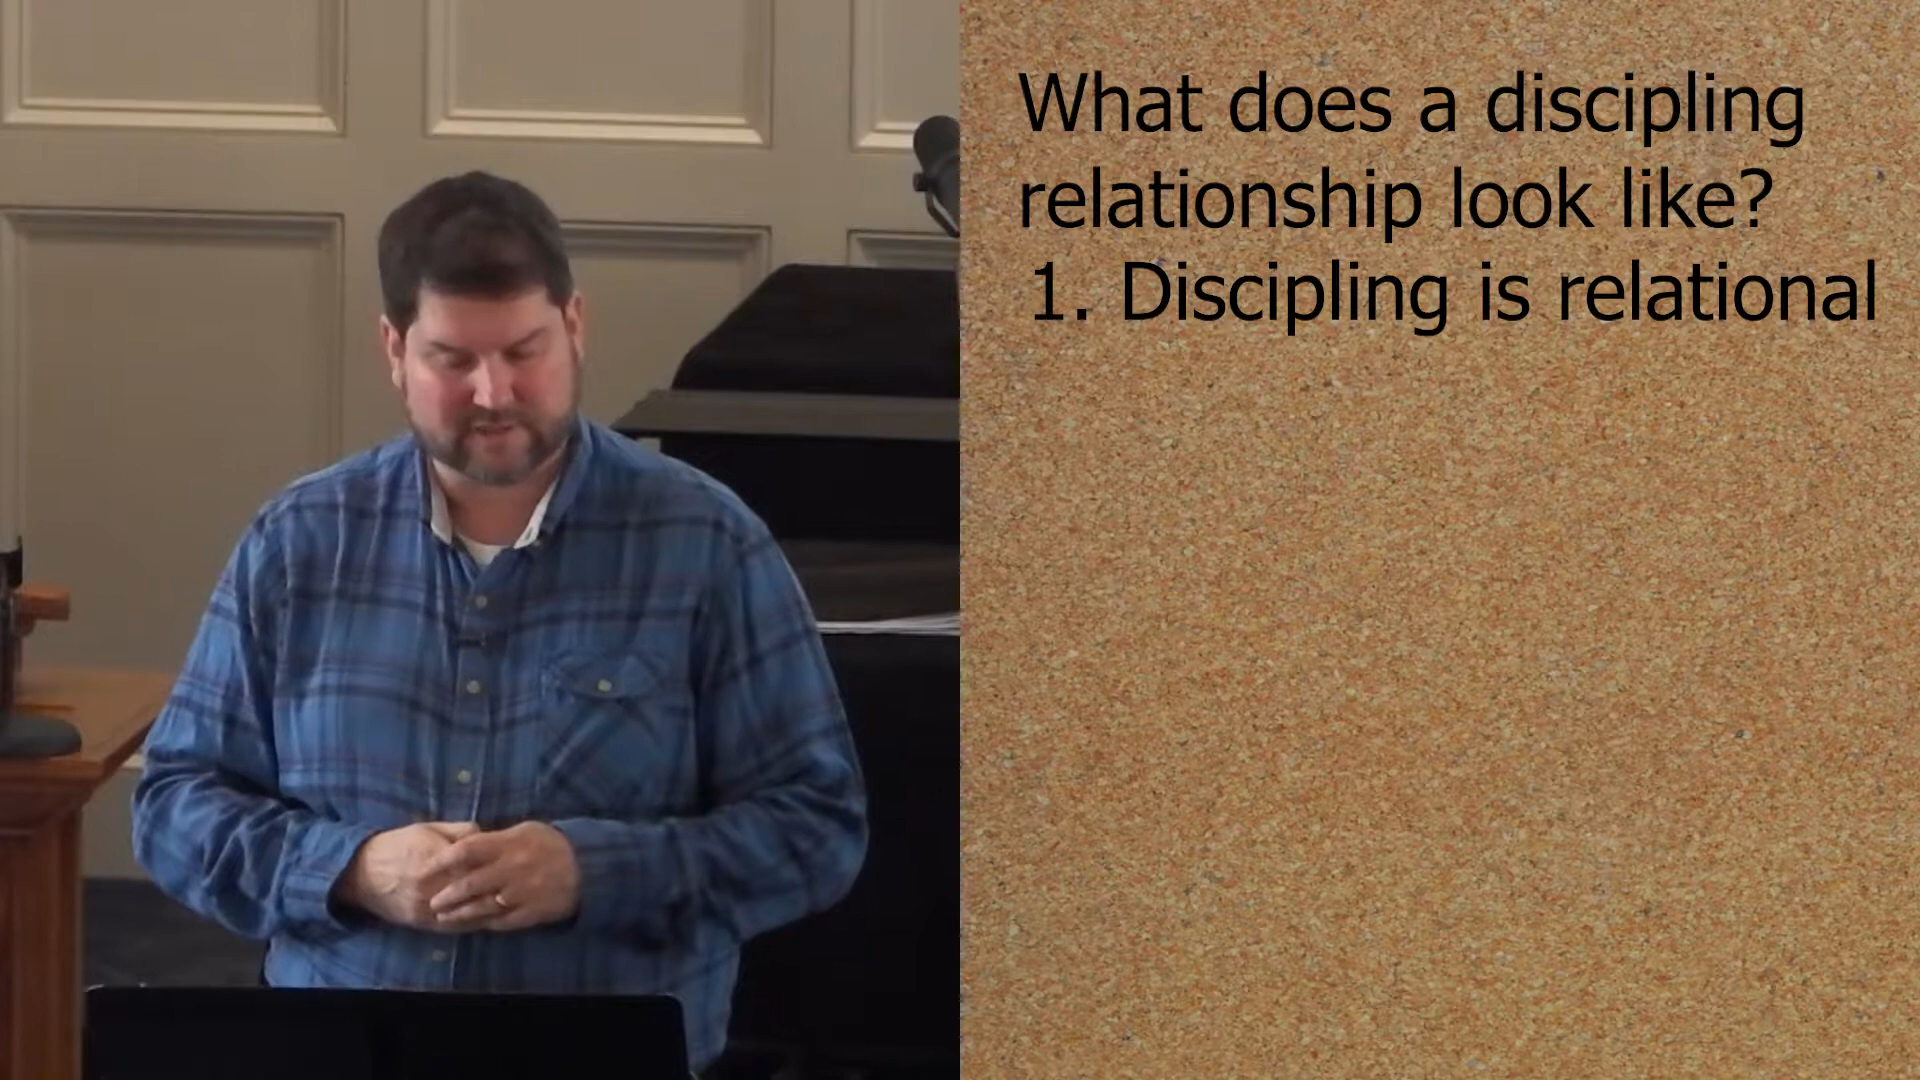 What does a discipling
relationship look like?
1. Discipling is relational